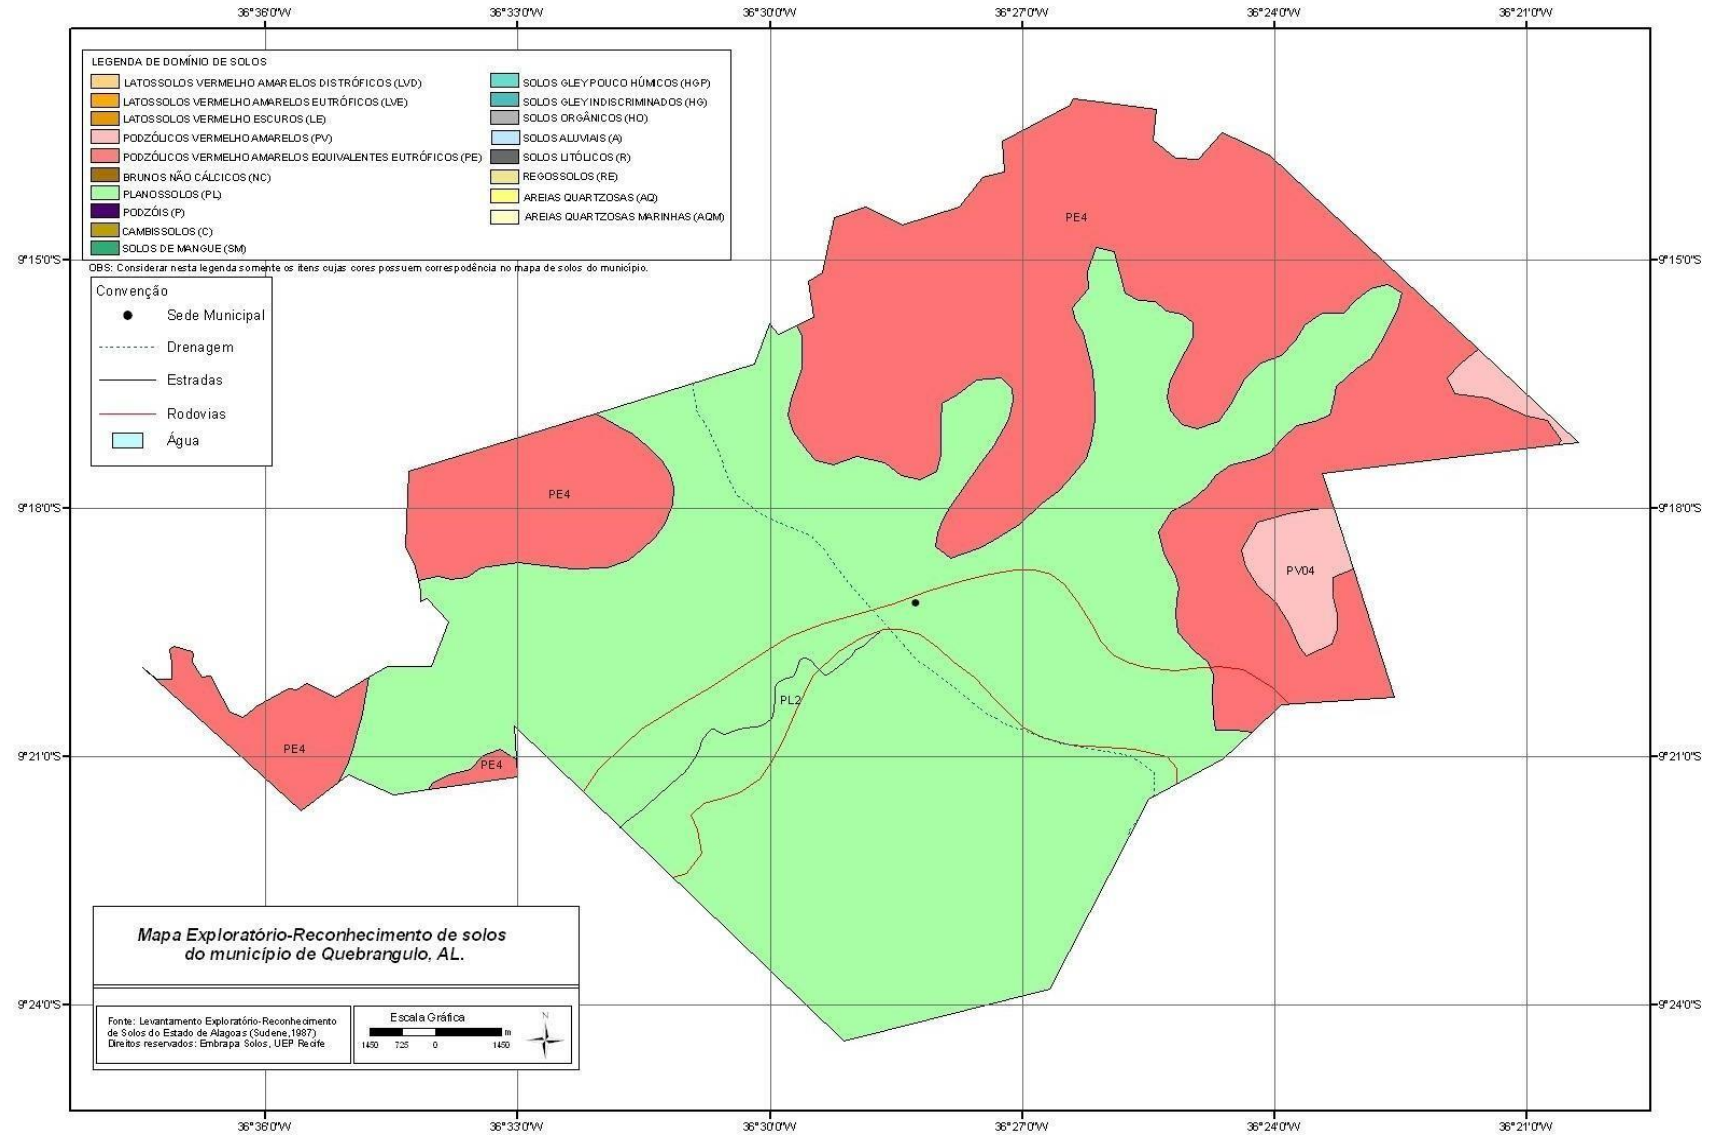 36°36'0"W 36°33'0"W 36°30'0"W 36°27'0"W 36°24'0"W 36°21'0"W
LEGENDA DE DOMÍNIO DE SOLOS
LATOSSOLOS VERMELHO AMARELOS DISTRÓFICOS (LVD)
LATOSSOLOS VERMELHO AMARELOS EUTRÓFICOS (LVE)
LATOSSOLOS VERMELHO ESCUROS (LE)
PODZÓLICOS VERMELHO AMARELOS (PV)
PODZÓLICOS VERMELHO AMARELOS EQUIVALENTES EUTRÓFICOS (PE)
BRUNOS NÃO CÁLCICOS (NC)
PLANOSSOLOS (PL)
PODZÓIS (P)
CAMBISSOLOS (C)
SOLOS DE MANGUE (SM)
SOLOS GLEY POUCO HÚMICOS (HGP)
SOLOS GLEY INDISCRIMINADOS (HG)
SOLOS ORGÂNICOS (HO)
SOLOS ALUVIAIS (A)
SOLOS LITÓLICOS (R)
REGOSSOLOS (RE)
AREIAS QUARTZOSAS (AQ)
AREIAS QUARTZOSAS MARINHAS (AQM)
OBS: Considerar nesta legenda somente os itens cujas cores possuem correspodência no mapa de solos do município.
Convenção
Sede Municipal
Drenagem
Estradas
Rodovias
Água
PE4
9°15'0"S 9°15'0"S
PE4
9°18'0"S 9°18'0"S
PV04
PL2
PE4
9°21'0"S 9°21'0"S
PE4
Mapa Exploratório-Reconhecimento de solos
do município de Quebrangulo, AL.
9°24'0"S 9°24'0"S
Fonte: Levantamento Exploratório-Reconhecimento
de Solos do Estado de Alagoas (Sudene,1987)
Direitos reservados: Embrapa Solos, UEP Recife
Escala Gráfica
m
1450 725 0 1450
N
36°36'0"W 36°33'0"W 36°30'0"W 36°27'0"W 36°24'0"W 36°21'0"W